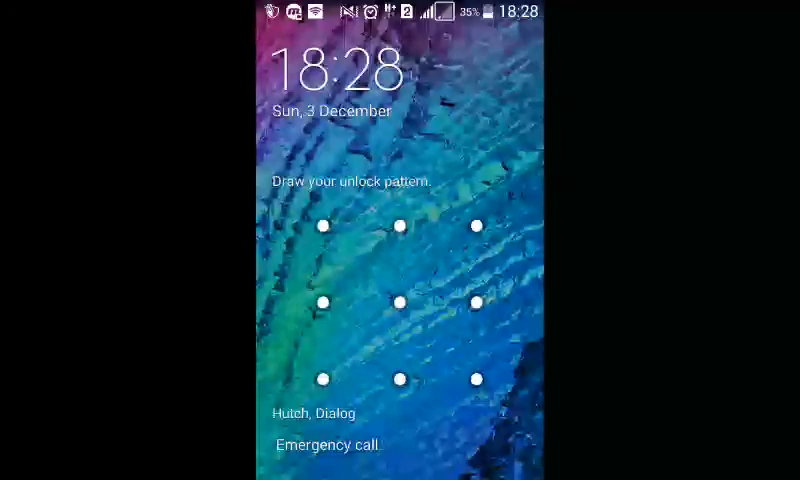 35% 18:28
18:28
Sun, 3 December
Draw your unlock pattern.
Hutch, Dialog
Emergency call